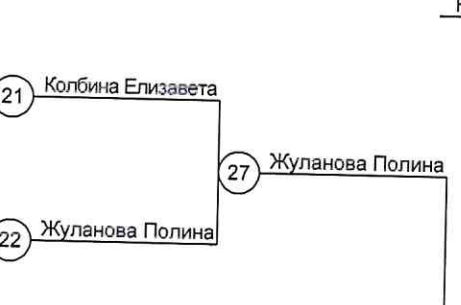 21 Колбина Елизавета
27 Жуланова Полина
22 Жуланова Полина